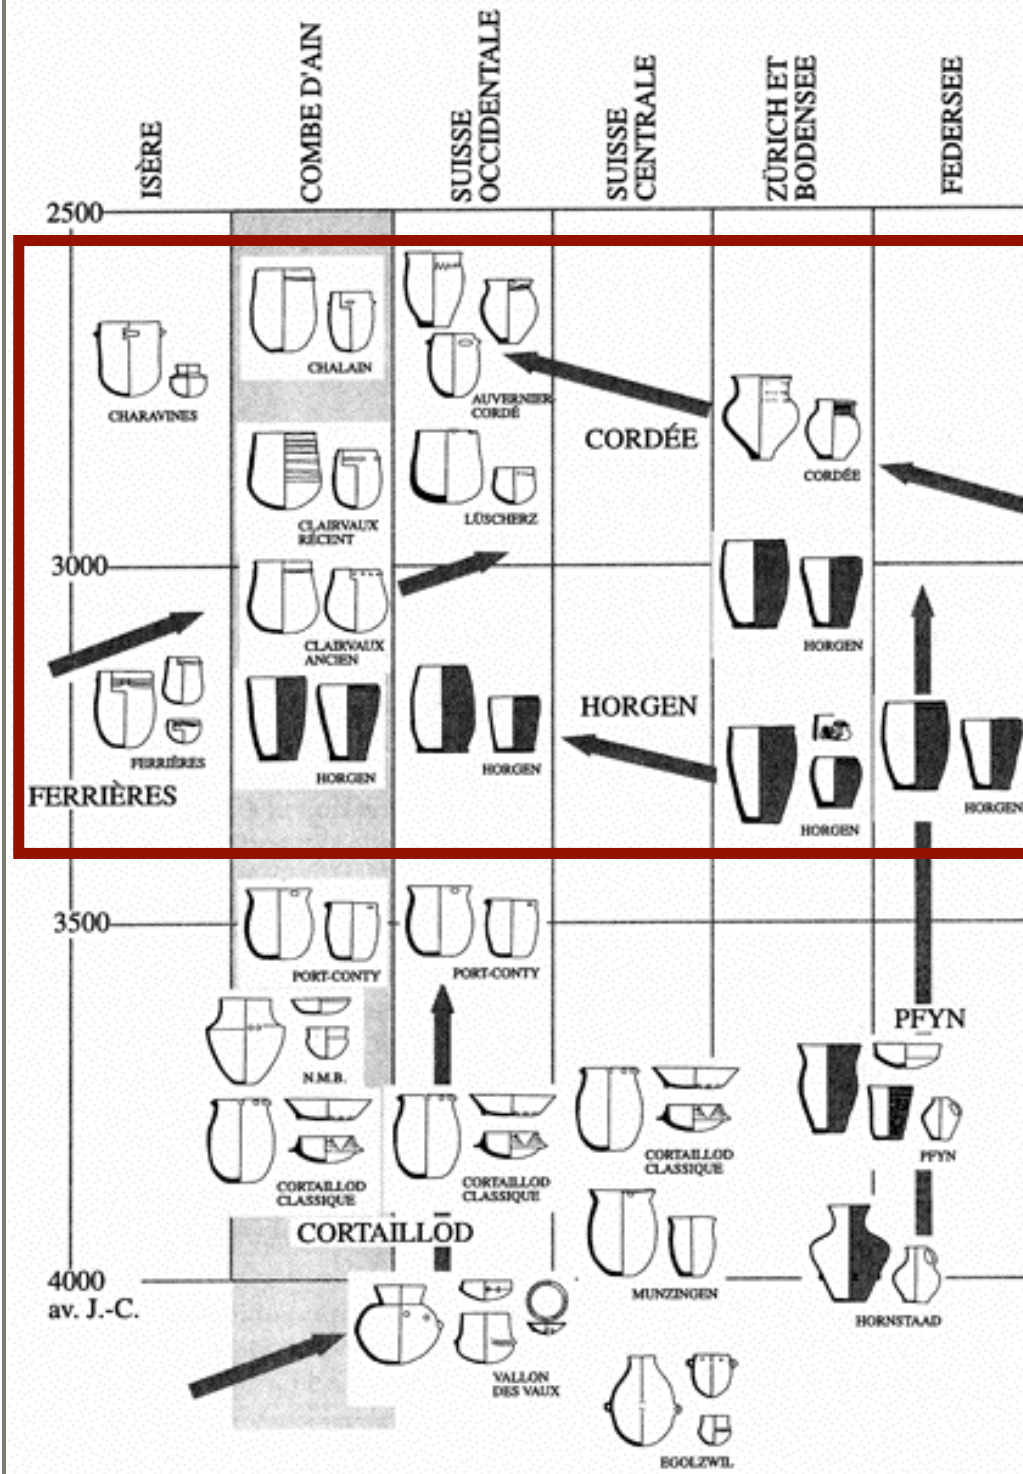 ISÈRE
COMBE D'AIN
SUISSE
OCCIDENTALE
SUISSE
CENTRALE
ZÜRICH ET
BODENSEE
FEDERSEE
2500
CHALAIN
CHARAVINES
AUVERNIER-
CORDÉ
CORDÉE
CORDÉE
CLAIRVAUX
RÉCENT
LÜSCHERZ
3000
CLAIRVAUX
ANCIEN
HORGEN
FERRIÈRES
HORGEN
HORGEN
HORGEN
FERRIÈRES
HORGEN
HORGEN
3500
PORT-CONTY
PORT-CONTY
N.M.B.
PFYN
CORTAILLOD
CLASSIQUE
CORTAILLOD
CLASSIQUE
CORTAILLOD
CLASSIQUE
PFYN
CORTAILLOD
4000
av. J.-C.
MUNZINGEN
HORNSTAAD
VALLON
DES VAUX
EGOLZWIL